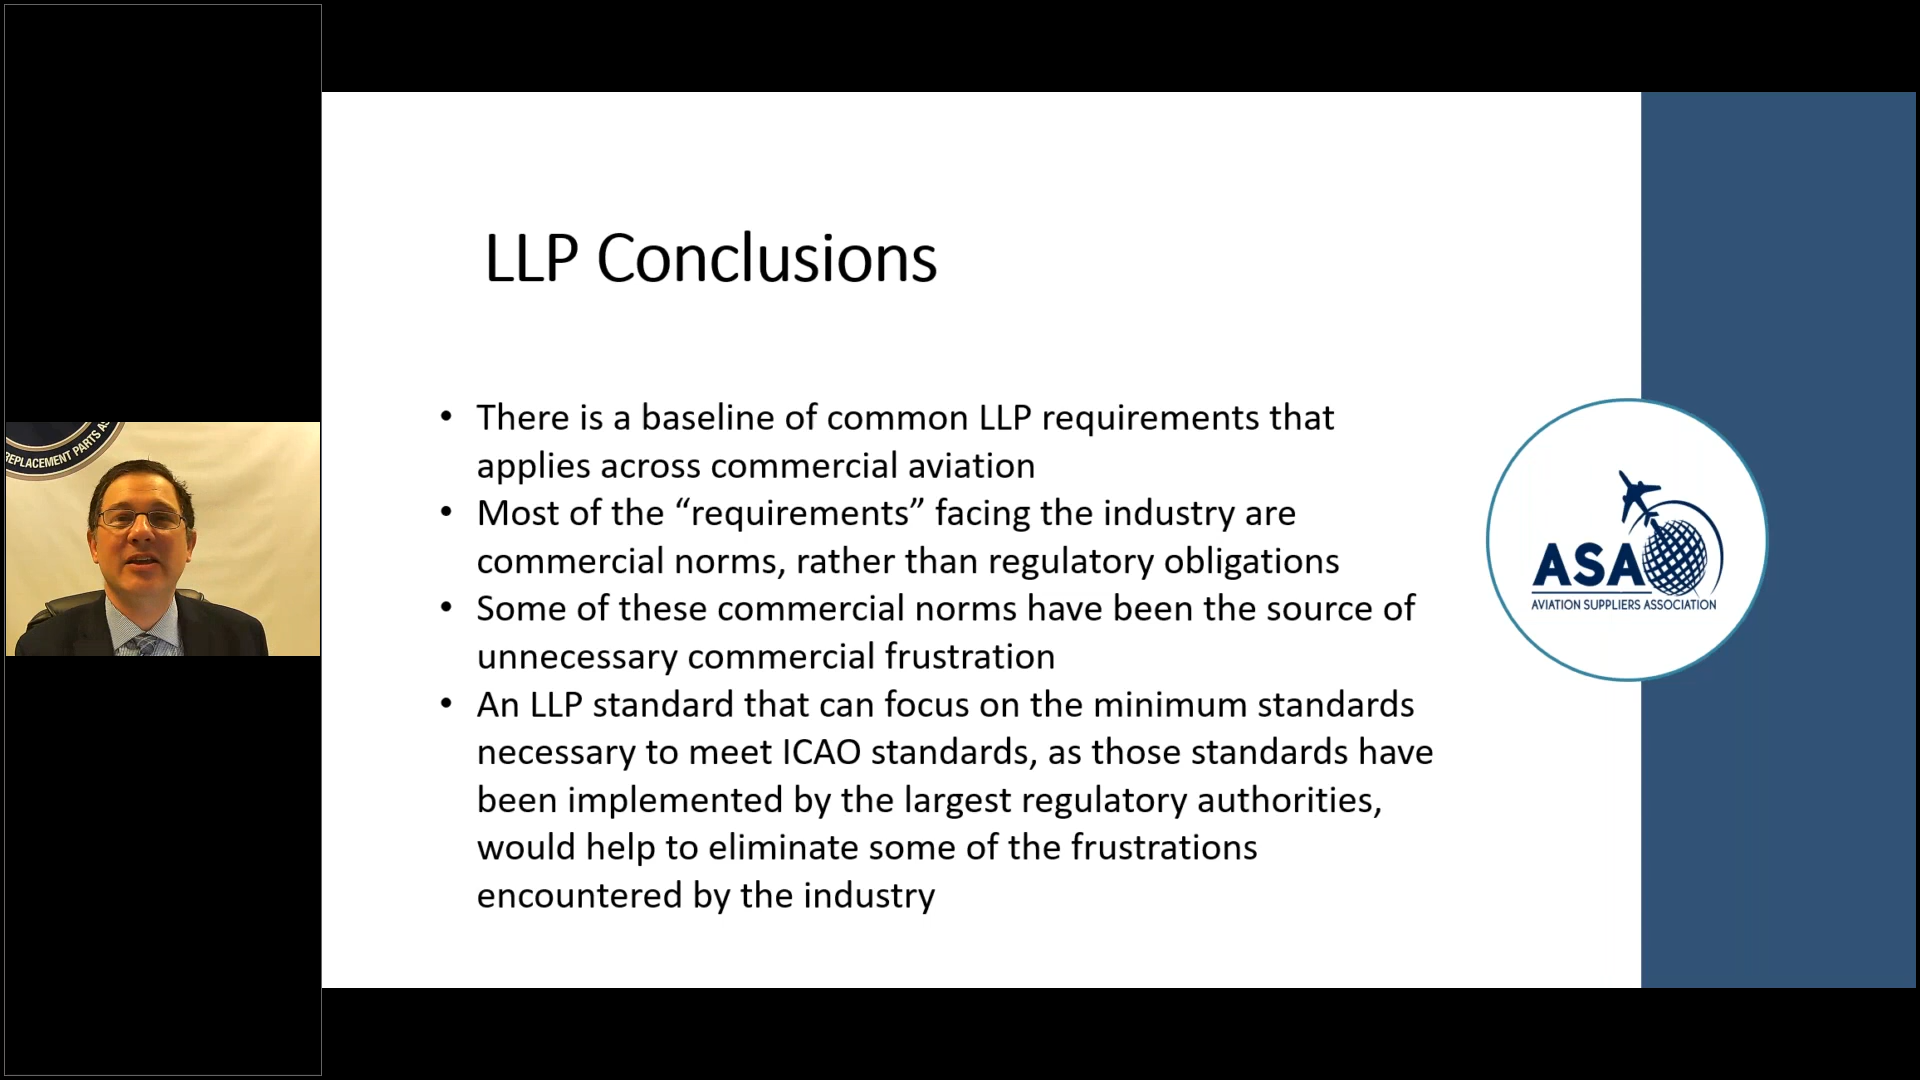 REPLACEMENT PARTS AS
LLP Conclusions
• There is a baseline of common LLP requirements that
applies across commercial aviation
• Most of the “requirements” facing the industry are
commercial norms, rather than regulatory obligations
• Some of these commercial norms have been the source of
unnecessary commercial frustration
• An LLP standard that can focus on the minimum standards
necessary to meet ICAO standards, as those standards have
been implemented by the largest regulatory authorities,
would help to eliminate some of the frustrations
encountered by the industry
ASA
AVIATION SUPPLIERS ASSOCIATION